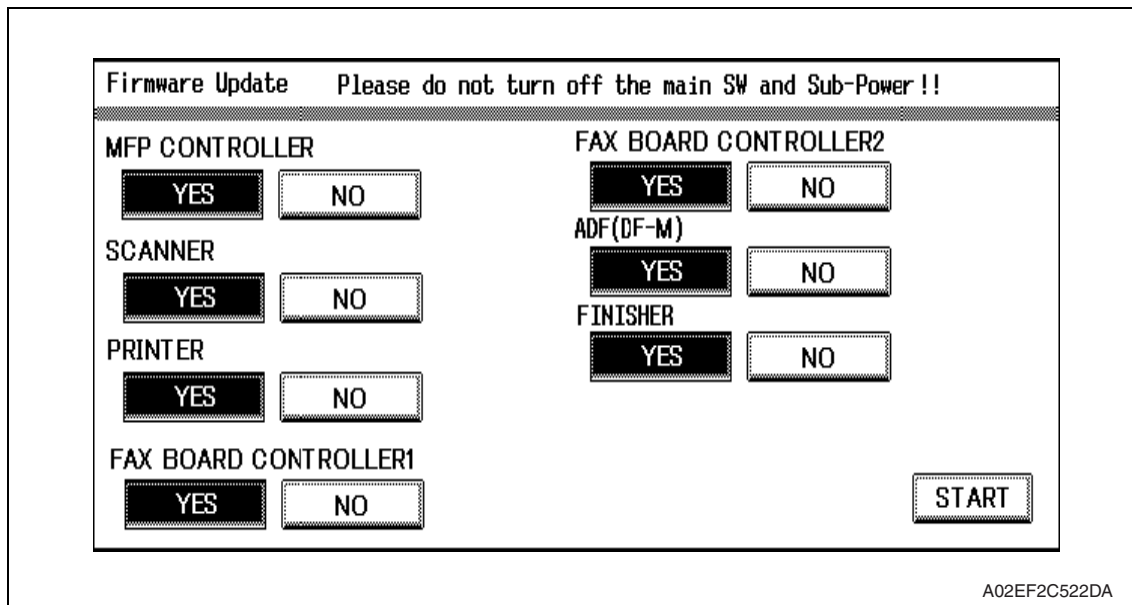 Firmware Update Please do not turn off the main SW and Sub-Power!!
MFP CONTROLLER
YES NO
SCANNER
YES NO
PRINTER
YES NO
FAX BOARD CONTROLLER1
YES NO
FAX BOARD CONTROLLER2
YES NO
ADF(DF-M)
YES NO
FINISHER
YES NO
START
A02EF2C522DA